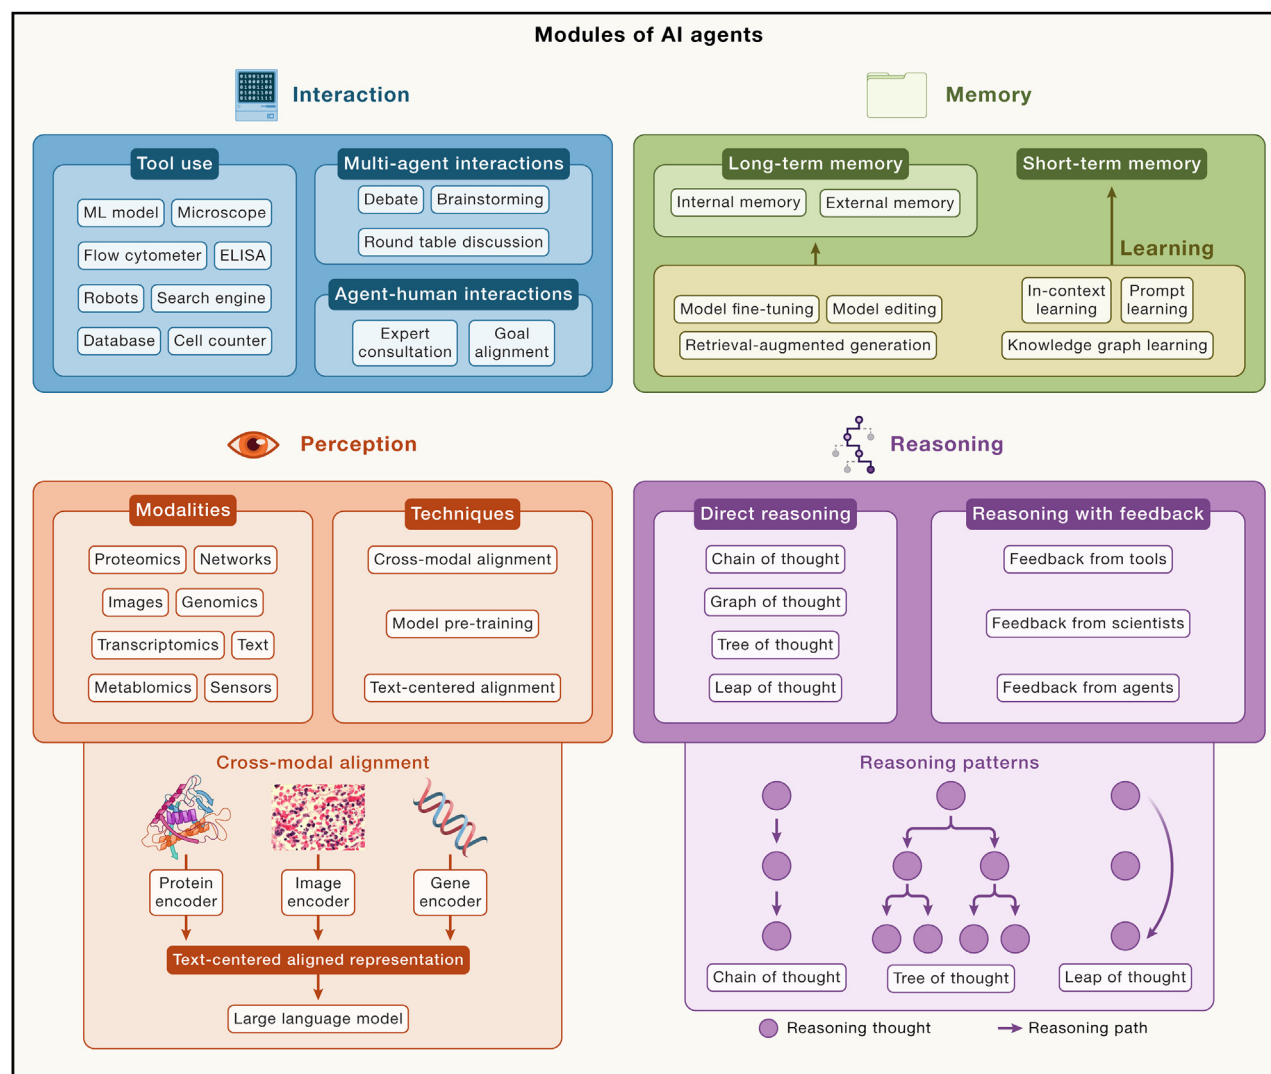 Modules of AI agents
01001000
01000101
01001100
01001100
01001111
Interaction
Tool use
ML model
Microscope
Flow cytometer
ELISA
Robots
Search engine
Database
Cell counter
Multi-agent interactions
Debate
Brainstorming
Round table discussion
Agent-human interactions
Expert
consultation
Goal
alignment
Memory
Long-term memory
Internal memory
External memory
Short-term memory
Learning
Model fine-tuning
Model editing
Retrieval-augmented generation
In-context
learning
Prompt
learning
Knowledge graph learning
Perception
Modalities
Proteomics
Networks
Images
Genomics
Transcriptomics
Text
Metablomics
Sensors
Techniques
Cross-modal alignment
Model pre-training
Text-centered alignment
Cross-modal alignment
Protein
encoder
Image
encoder
Gene
encoder
Text-centered aligned representation
Large language model
Reasoning
Direct reasoning
Chain of thought
Graph of thought
Tree of thought
Leap of thought
Reasoning with feedback
Feedback from tools
Feedback from scientists
Feedback from agents
Reasoning patterns
Chain of thought
Tree of thought
Leap of thought
Reasoning thought
Reasoning path